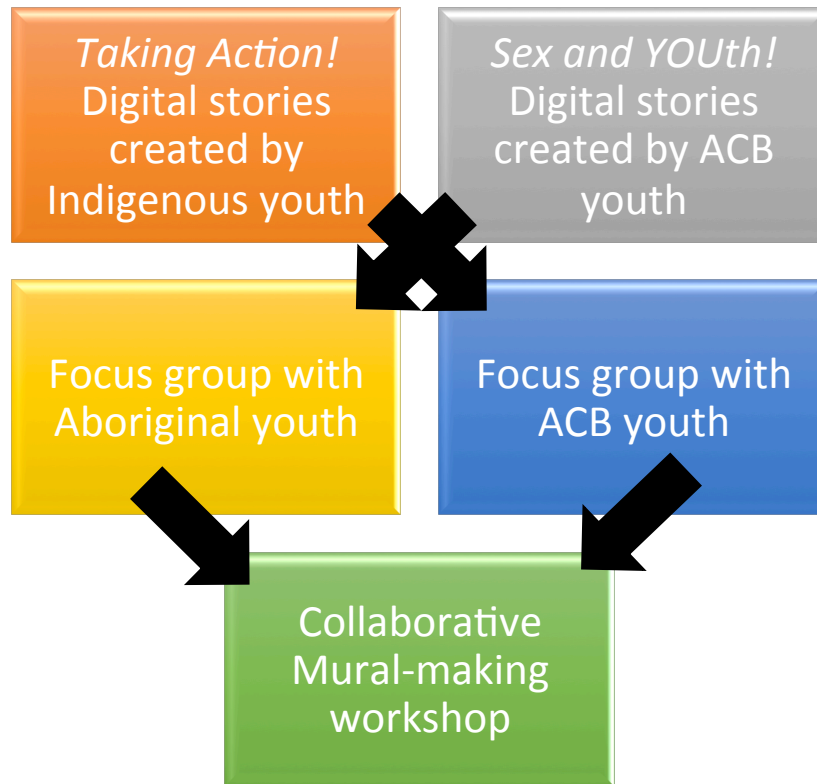 Taking Action!
Digital stories
created by
Indigenous youth
Sex and YOUth!
Digital stories
created by ACB
youth
Focus group with
Aboriginal youth
Focus group with
ACB youth
Collaborative
Mural-making
workshop